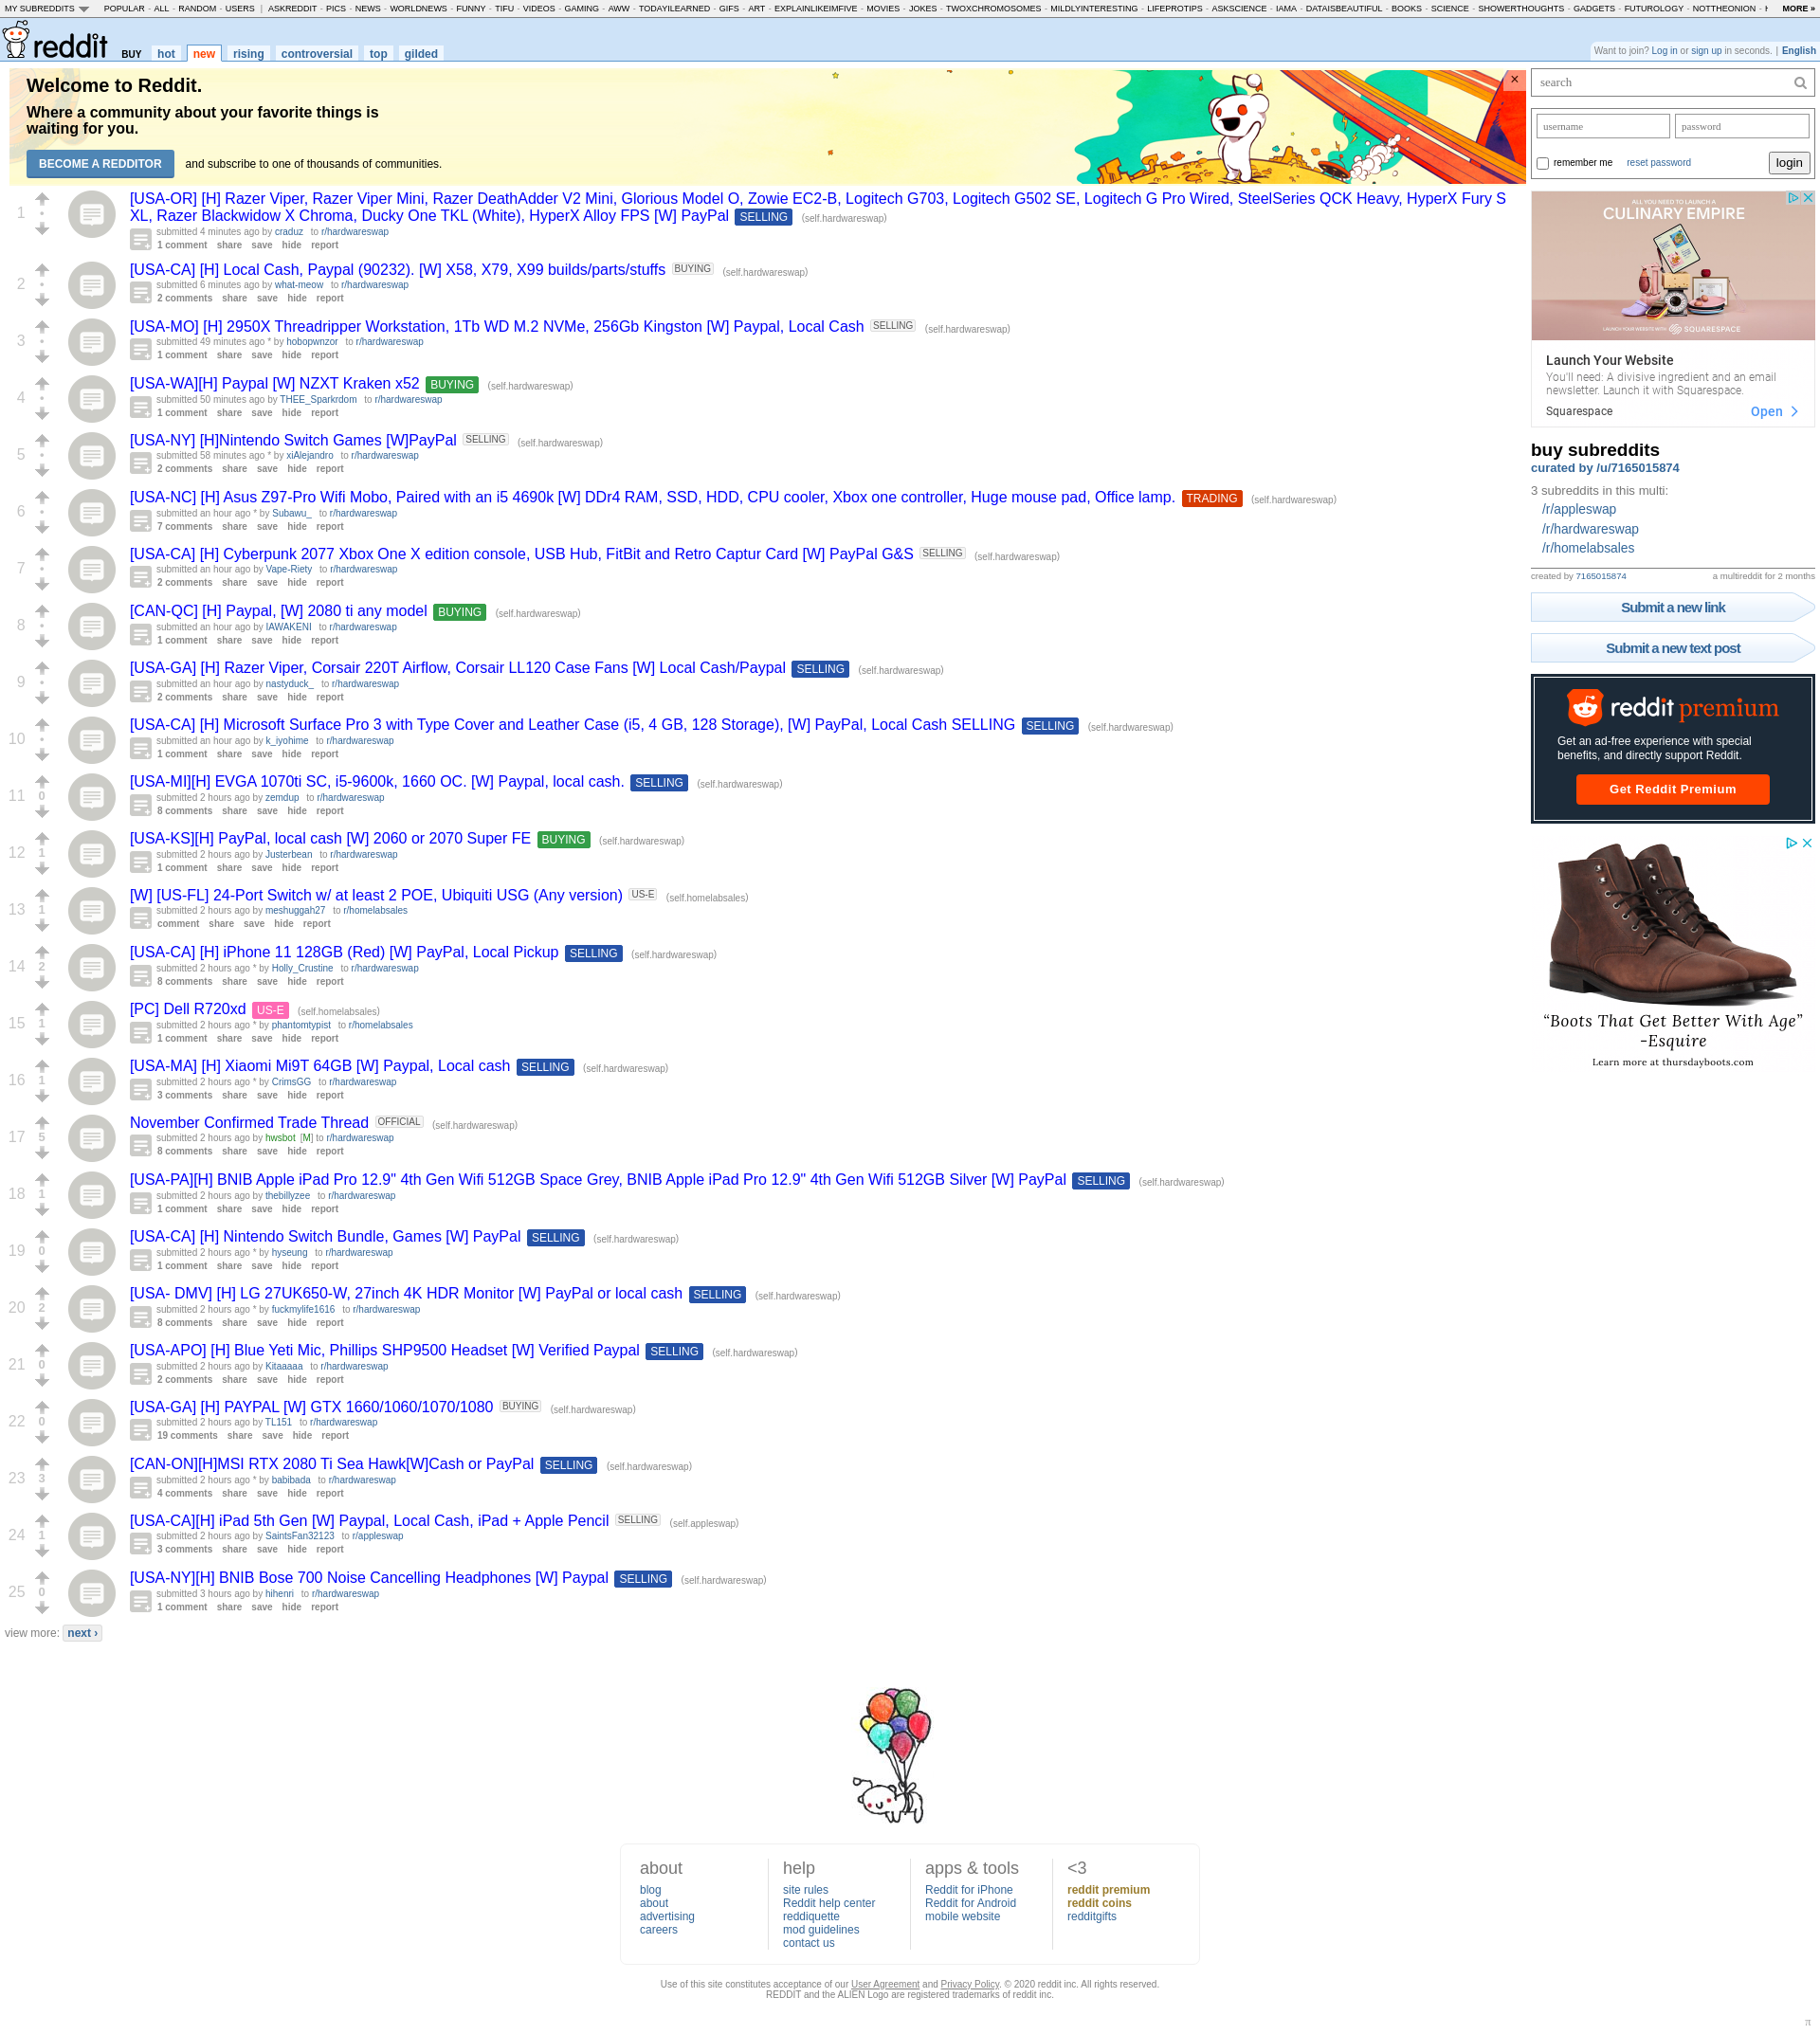 MY SUBREDDITS POPULAR - ALL - RANDOM - USERS | ASKREDDIT - PICS - NEWS - WORLDNEWS - FUNNY - TIFU - VIDEOS - GAMING - AWW - TODAYILEARNED - GIFS - ART - EXPLAINLIKEIMFIVE - MOVIES - JOKES - TWOXCHROMOSOMES - MILDLYINTERESTING - LIFEPROTIPS - ASKSCIENCE - IAMA - DATAISBEAUTIFUL - BOOKS - SCIENCE - SHOWERTHOUGHTS - GADGETS - FUTUROLOGY - NOTTHEONION - MORE »
reddit BUY hot new rising controversial top gilded
Want to join? Log in or sign up in seconds. | English
Welcome to Reddit.
Where a community about your favorite things is
waiting for you.
BECOME A REDDITOR and subscribe to one of thousands of communities.
×
1
[USA-OR] [H] Razer Viper, Razer Viper Mini, Razer DeathAdder V2 Mini, Glorious Model O, Zowie EC2-B, Logitech G703, Logitech G502 SE, Logitech G Pro Wired, SteelSeries QCK Heavy, HyperX Fury S
XL, Razer Blackwidow X Chroma, Ducky One TKL (White), HyperX Alloy FPS [W] PayPal SELLING (self.hardwareswap)
submitted 4 minutes ago by craduz to r/hardwareswap
1 comment share save hide report
2
[USA-CA] [H] Local Cash, Paypal (90232). [W] X58, X79, X99 builds/parts/stuffs BUYING (self.hardwareswap)
submitted 6 minutes ago by what-meow to r/hardwareswap
2 comments share save hide report
3
[USA-MO] [H] 2950X Threadripper Workstation, 1Tb WD M.2 NVMe, 256Gb Kingston [W] Paypal, Local Cash SELLING (self.hardwareswap)
submitted 49 minutes ago * by hobopwnzor to r/hardwareswap
1 comment share save hide report
4
[USA-WA][H] Paypal [W] NZXT Kraken x52 BUYING (self.hardwareswap)
submitted 50 minutes ago by THEE_Sparkrdom to r/hardwareswap
1 comment share save hide report
5
[USA-NY] [H]Nintendo Switch Games [W]PayPal SELLING (self.hardwareswap)
submitted 58 minutes ago * by xiAlejandro to r/hardwareswap
2 comments share save hide report
6
[USA-NC] [H] Asus Z97-Pro Wifi Mobo, Paired with an i5 4690k [W] DDr4 RAM, SSD, HDD, CPU cooler, Xbox one controller, Huge mouse pad, Office lamp. TRADING (self.hardwareswap)
submitted an hour ago * by Subawu_ to r/hardwareswap
7 comments share save hide report
7
[USA-CA] [H] Cyberpunk 2077 Xbox One X edition console, USB Hub, FitBit and Retro Captur Card [W] PayPal G&S SELLING (self.hardwareswap)
submitted an hour ago by Vape-Riety to r/hardwareswap
2 comments share save hide report
8
[CAN-QC] [H] Paypal, [W] 2080 ti any model BUYING (self.hardwareswap)
submitted an hour ago by IAWAKENI to r/hardwareswap
1 comment share save hide report
9
[USA-GA] [H] Razer Viper, Corsair 220T Airflow, Corsair LL120 Case Fans [W] Local Cash/Paypal SELLING (self.hardwareswap)
submitted an hour ago by nastyduck_ to r/hardwareswap
2 comments share save hide report
10
[USA-CA] [H] Microsoft Surface Pro 3 with Type Cover and Leather Case (i5, 4 GB, 128 Storage), [W] PayPal, Local Cash SELLING SELLING (self.hardwareswap)
submitted an hour ago by k_iyohime to r/hardwareswap
1 comment share save hide report
11 0
[USA-MI][H] EVGA 1070ti SC, i5-9600k, 1660 OC. [W] Paypal, local cash. SELLING (self.hardwareswap)
submitted 2 hours ago by zemdup to r/hardwareswap
8 comments share save hide report
12 1
[USA-KS][H] PayPal, local cash [W] 2060 or 2070 Super FE BUYING (self.hardwareswap)
submitted 2 hours ago by Justerbean to r/hardwareswap
1 comment share save hide report
13 1
[W] [US-FL] 24-Port Switch w/ at least 2 POE, Ubiquiti USG (Any version) US-E (self.homelabsales)
submitted 2 hours ago by meshuggah27 to r/homelabsales
comment share save hide report
14 2
[USA-CA] [H] iPhone 11 128GB (Red) [W] PayPal, Local Pickup SELLING (self.hardwareswap)
submitted 2 hours ago * by Holly_Crustine to r/hardwareswap
8 comments share save hide report
15 1
[PC] Dell R720xd US-E (self.homelabsales)
submitted 2 hours ago * by phantomtypist to r/homelabsales
1 comment share save hide report
16 1
[USA-MA] [H] Xiaomi Mi9T 64GB [W] Paypal, Local cash SELLING (self.hardwareswap)
submitted 2 hours ago * by CrimsGG to r/hardwareswap
3 comments share save hide report
17 5
November Confirmed Trade Thread OFFICIAL (self.hardwareswap)
submitted 2 hours ago by hwsbot [M] to r/hardwareswap
8 comments share save hide report
18 1
[USA-PA][H] BNIB Apple iPad Pro 12.9" 4th Gen Wifi 512GB Space Grey, BNIB Apple iPad Pro 12.9" 4th Gen Wifi 512GB Silver [W] PayPal SELLING (self.hardwareswap)
submitted 2 hours ago by thebillyzee to r/hardwareswap
1 comment share save hide report
19 0
[USA-CA] [H] Nintendo Switch Bundle, Games [W] PayPal SELLING (self.hardwareswap)
submitted 2 hours ago * by hyseung to r/hardwareswap
1 comment share save hide report
20 2
[USA- DMV] [H] LG 27UK650-W, 27inch 4K HDR Monitor [W] PayPal or local cash SELLING (self.hardwareswap)
submitted 2 hours ago * by fuckmylife1616 to r/hardwareswap
8 comments share save hide report
21 0
[USA-APO] [H] Blue Yeti Mic, Phillips SHP9500 Headset [W] Verified Paypal SELLING (self.hardwareswap)
submitted 2 hours ago by Kitaaaaa to r/hardwareswap
2 comments share save hide report
22 0
[USA-GA] [H] PAYPAL [W] GTX 1660/1060/1070/1080 BUYING (self.hardwareswap)
submitted 2 hours ago by TL151 to r/hardwareswap
19 comments share save hide report
23 3
[CAN-ON][H]MSI RTX 2080 Ti Sea Hawk[W]Cash or PayPal SELLING (self.hardwareswap)
submitted 2 hours ago * by babibada to r/hardwareswap
4 comments share save hide report
24 1
[USA-CA][H] iPad 5th Gen [W] Paypal, Local Cash, iPad + Apple Pencil SELLING (self.appleswap)
submitted 2 hours ago by SaintsFan32123 to r/appleswap
3 comments share save hide report
25 0
[USA-NY][H] BNIB Bose 700 Noise Cancelling Headphones [W] Paypal SELLING (self.hardwareswap)
submitted 3 hours ago by hihenri to r/hardwareswap
1 comment share save hide report
view more: next ›
search
username password
remember me reset password login
ALL YOU NEED TO LAUNCH A
CULINARY EMPIRE
LAUNCH YOUR WEBSITE WITH SQUARESPACE
Launch Your Website
You'll need: A divisive ingredient and an email
newsletter. Launch it with Squarespace.
Squarespace Open
buy subreddits
curated by /u/7165015874
3 subreddits in this multi:
/r/appleswap
/r/hardwareswap
/r/homelabsales
created by 7165015874 a multireddit for 2 months
Submit a new link
Submit a new text post
reddit premium
Get an ad-free experience with special
benefits, and directly support Reddit.
Get Reddit Premium
“Boots That Get Better With Age”
-Esquire
Learn more at thursdayboots.com
about
blog
about
advertising
careers
help
site rules
Reddit help center
reddiquette
mod guidelines
contact us
apps & tools
Reddit for iPhone
Reddit for Android
mobile website
<3
reddit premium
reddit coins
redditgifts
Use of this site constitutes acceptance of our User Agreement and Privacy Policy. © 2020 reddit inc. All rights reserved.
REDDIT and the ALIEN Logo are registered trademarks of reddit inc.
π